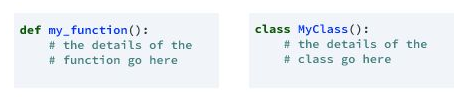 def my_function():
    # the details of the
    # function go here
class MyClass():
    # the details of the
    # class go here